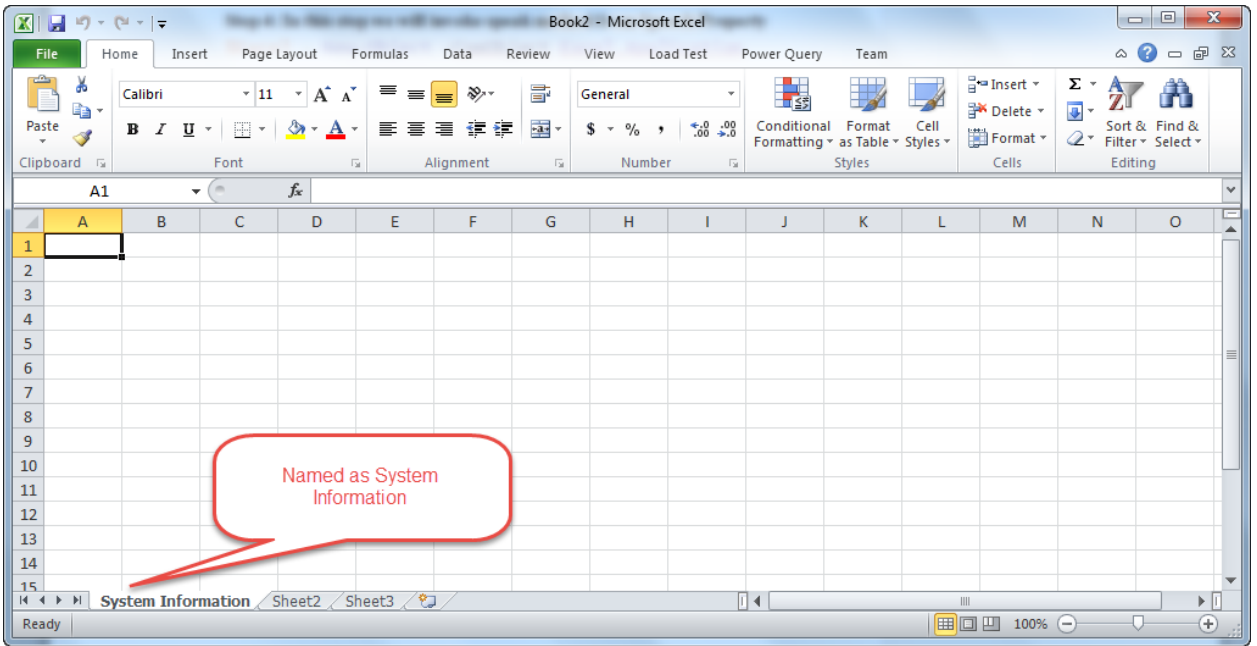 Book2 - Microsoft Excel
File Home Insert Page Layout Formulas Data Review View Load Test Power Query Team
Calibri 11 A A General Insert Σ
Paste B I U A $ % , .0 .00 .00 .0 Conditional Formatting Format as Table Cell Styles Delete Sort & Filter Find & Select
Format
Clipboard Font Alignment Number Styles Cells Editing
A1 fx
A B C D E F G H I J K L M N O
1
2
3
4
5
6
7
8
9
10
11
12
13
14
15
Named as System
Information
System Information Sheet2 Sheet3
Ready 100%